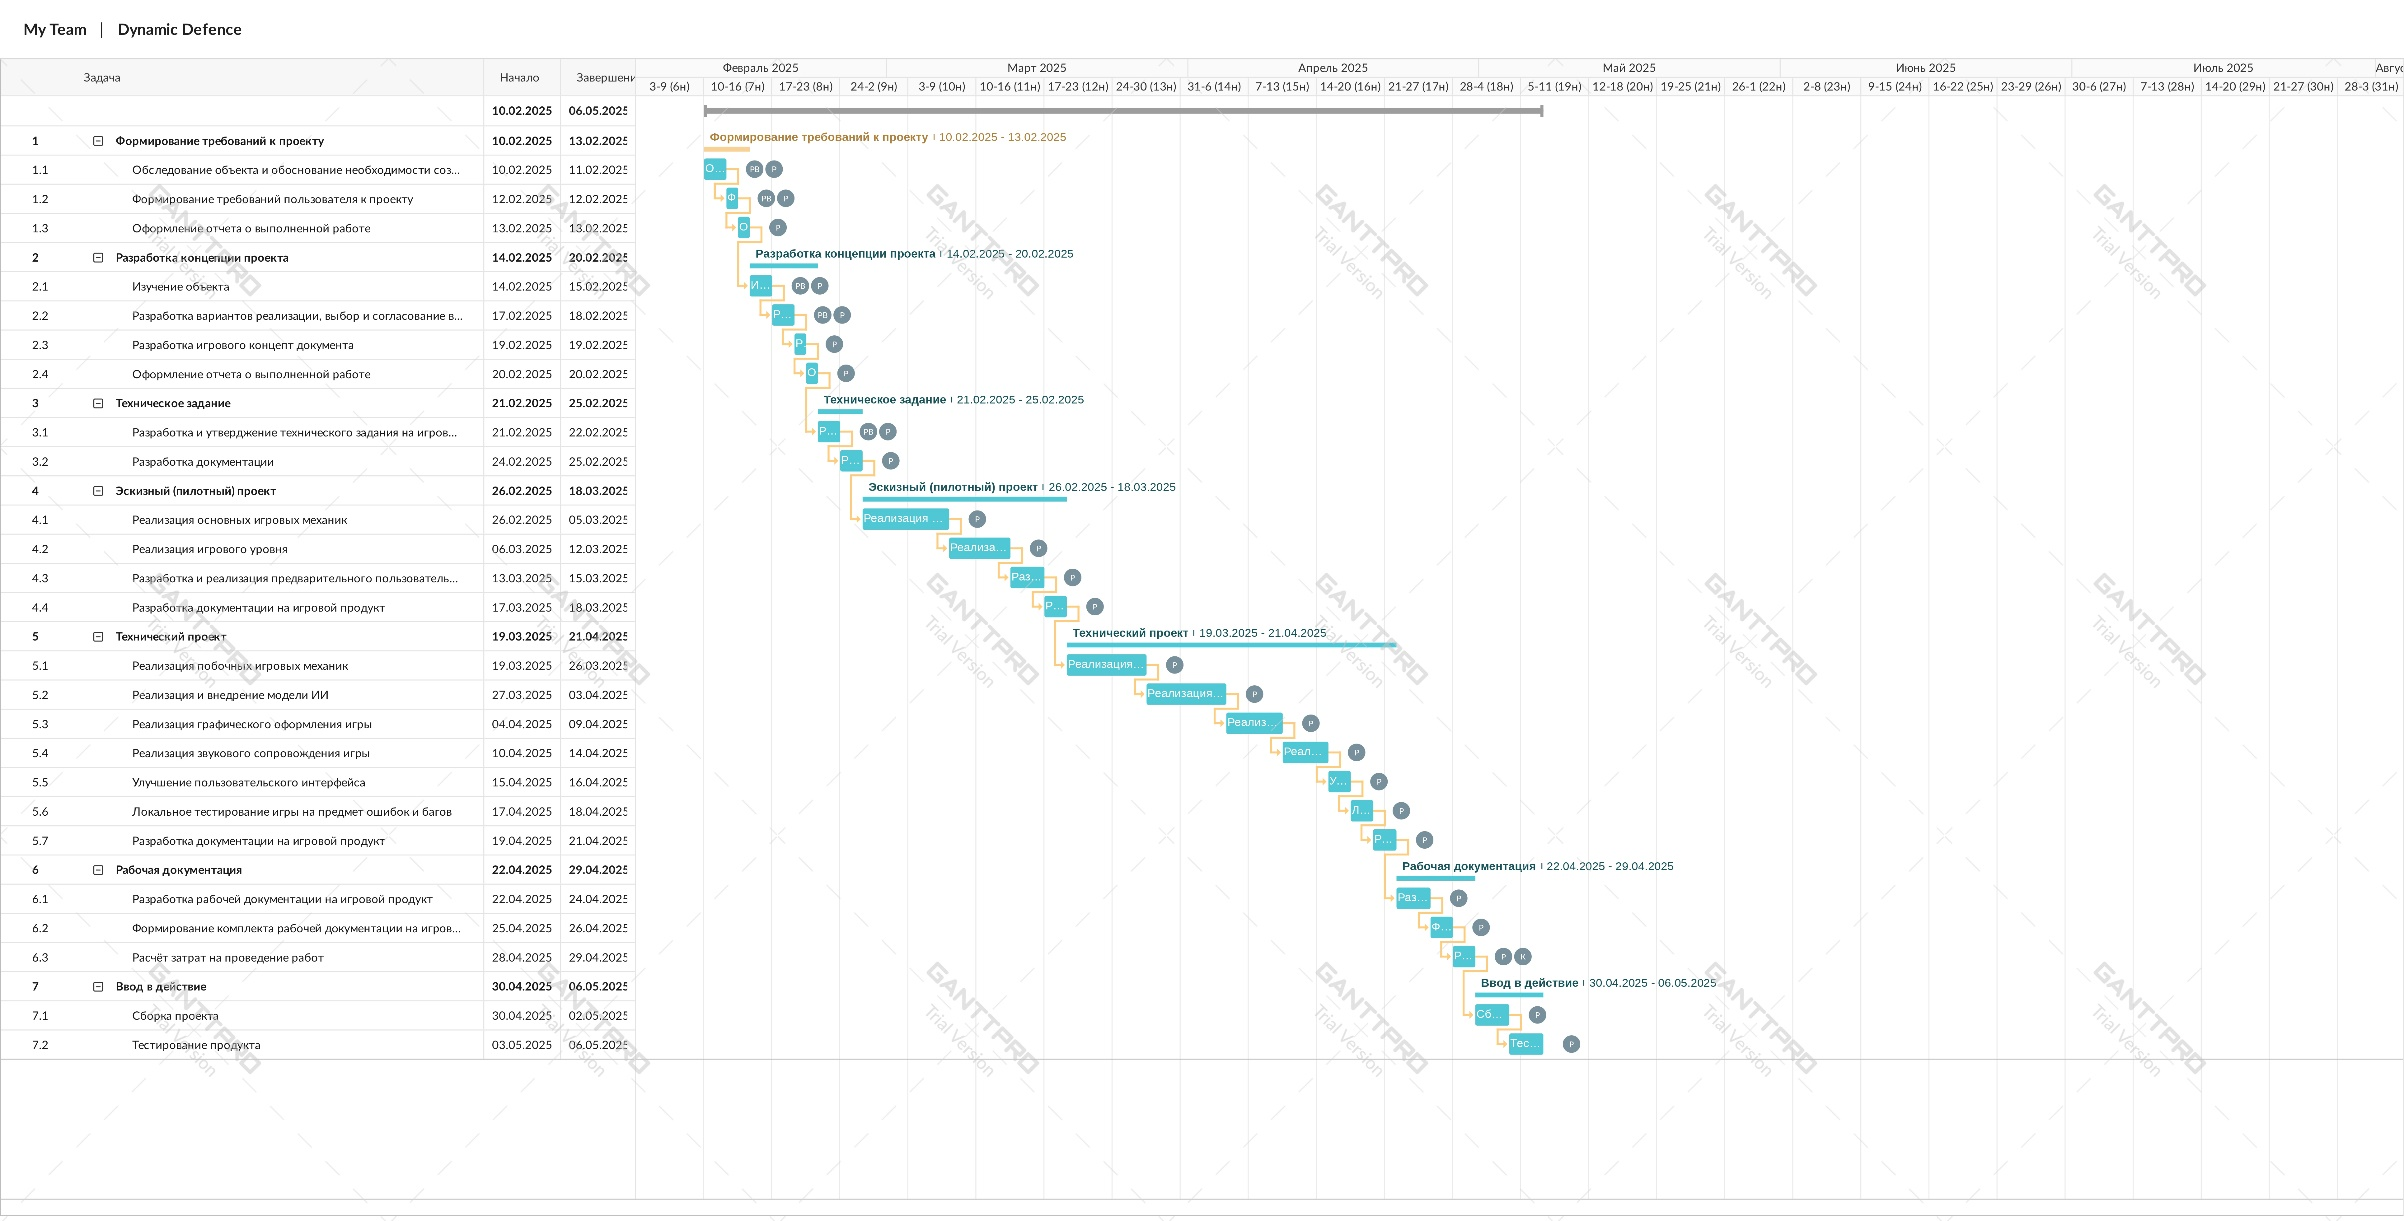 My Team | Dynamic Defence
Задача Начало Завершени
Февраль 2025 Март 2025 Апрель 2025 Май 2025 Июнь 2025 Июль 2025 Авгус
3-9 (6н) 10-16 (7н) 17-23 (8н) 24-2 (9н) 3-9 (10н) 10-16 (11н) 17-23 (12н) 24-30 (13н) 31-6 (14н) 7-13 (15н) 14-20 (16н) 21-27 (17н) 28-4 (18н) 5-11 (19н) 12-18 (20н) 19-25 (21н) 26-1 (22н) 2-8 (23н) 9-15 (24н) 16-22 (25н) 23-29 (26н) 30-6 (27н) 7-13 (28н) 14-20 (29н) 21-27 (30н) 28-3 (31н)
10.02.2025 06.05.2025
1 Формирование требований к проекту 10.02.2025 13.02.2025 Формирование требований к проекту 10.02.2025 - 13.02.2025
1.1 Обследование объекта и обоснование необходимости соз... 10.02.2025 11.02.2025 О... РВ Р
1.2 Формирование требований пользователя к проекту 12.02.2025 12.02.2025 Ф РВ Р
1.3 Оформление отчета о выполненной работе 13.02.2025 13.02.2025 О Р
2 Разработка концепции проекта 14.02.2025 20.02.2025 Разработка концепции проекта 14.02.2025 - 20.02.2025
2.1 Изучение объекта 14.02.2025 15.02.2025 И... РВ Р
2.2 Разработка вариантов реализации, выбор и согласование в... 17.02.2025 18.02.2025 Р... РВ Р
2.3 Разработка игрового концепт документа 19.02.2025 19.02.2025 Р Р
2.4 Оформление отчета о выполненной работе 20.02.2025 20.02.2025 О Р
3 Техническое задание 21.02.2025 25.02.2025 Техническое задание 21.02.2025 - 25.02.2025
3.1 Разработка и утверджение технического задания на игров... 21.02.2025 22.02.2025 Р... РВ Р
3.2 Разработка документации 24.02.2025 25.02.2025 Р... Р
4 Эскизный (пилотный) проект 26.02.2025 18.03.2025 Эскизный (пилотный) проект 26.02.2025 - 18.03.2025
4.1 Реализация основных игровых механик 26.02.2025 05.03.2025 Реализация ... Р
4.2 Реализация игрового уровня 06.03.2025 12.03.2025 Реализа... Р
4.3 Разработка и реализация предварительного пользователь... 13.03.2025 15.03.2025 Раз... Р
4.4 Разработка документации на игровой продукт 17.03.2025 18.03.2025 Р... Р
5 Технический проект 19.03.2025 21.04.2025 Технический проект 19.03.2025 - 21.04.2025
5.1 Реализация побочных игровых механик 19.03.2025 26.03.2025 Реализация... Р
5.2 Реализация и внедрение модели ИИ 27.03.2025 03.04.2025 Реализация... Р
5.3 Реализация графического оформления игры 04.04.2025 09.04.2025 Реализ... Р
5.4 Реализация звукового сопровождения игры 10.04.2025 14.04.2025 Реал... Р
5.5 Улучшение пользовательского интерфейса 15.04.2025 16.04.2025 У... Р
5.6 Локальное тестирование игры на предмет ошибок и багов 17.04.2025 18.04.2025 Л... Р
5.7 Разработка документации на игровой продукт 19.04.2025 21.04.2025 Р... Р
6 Рабочая документация 22.04.2025 29.04.2025 Рабочая документация 22.04.2025 - 29.04.2025
6.1 Разработка рабочей документации на игровой продукт 22.04.2025 24.04.2025 Раз... Р
6.2 Формирование комплекта рабочей документации на игров... 25.04.2025 26.04.2025 Ф... Р
6.3 Расчёт затрат на проведение работ 28.04.2025 29.04.2025 Р... Р К
7 Ввод в действие 30.04.2025 06.05.2025 Ввод в действие 30.04.2025 - 06.05.2025
7.1 Сборка проекта 30.04.2025 02.05.2025 Сб... Р
7.2 Тестирование продукта 03.05.2025 06.05.2025 Тес... Р
GANTTPRO
Trial Version